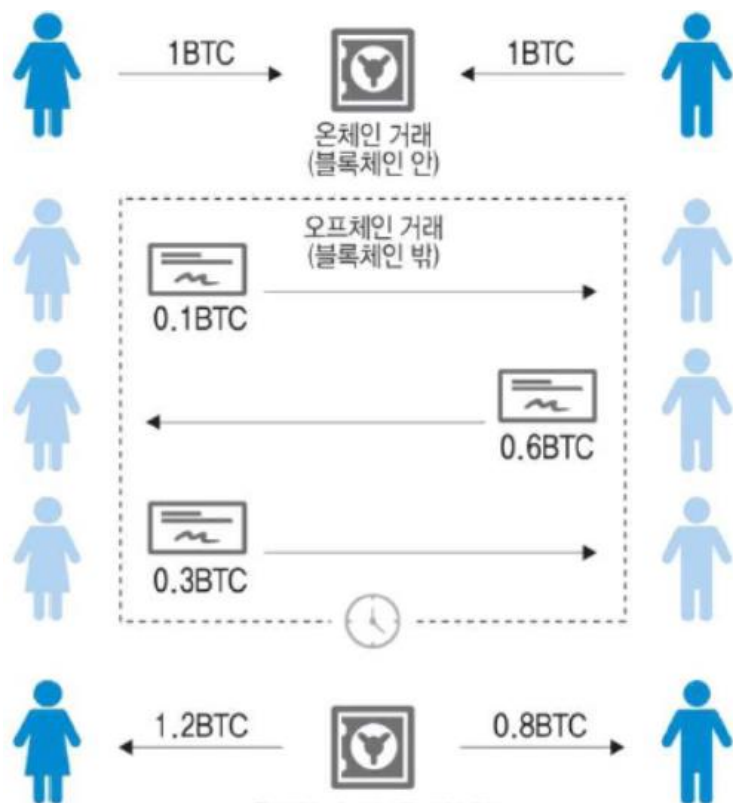 1BTC
1BTC
온체인 거래
(블록체인 안)
오프체인 거래
(블록체인 밖)
0.1BTC
0.6BTC
0.3BTC
1.2BTC
0.8BTC